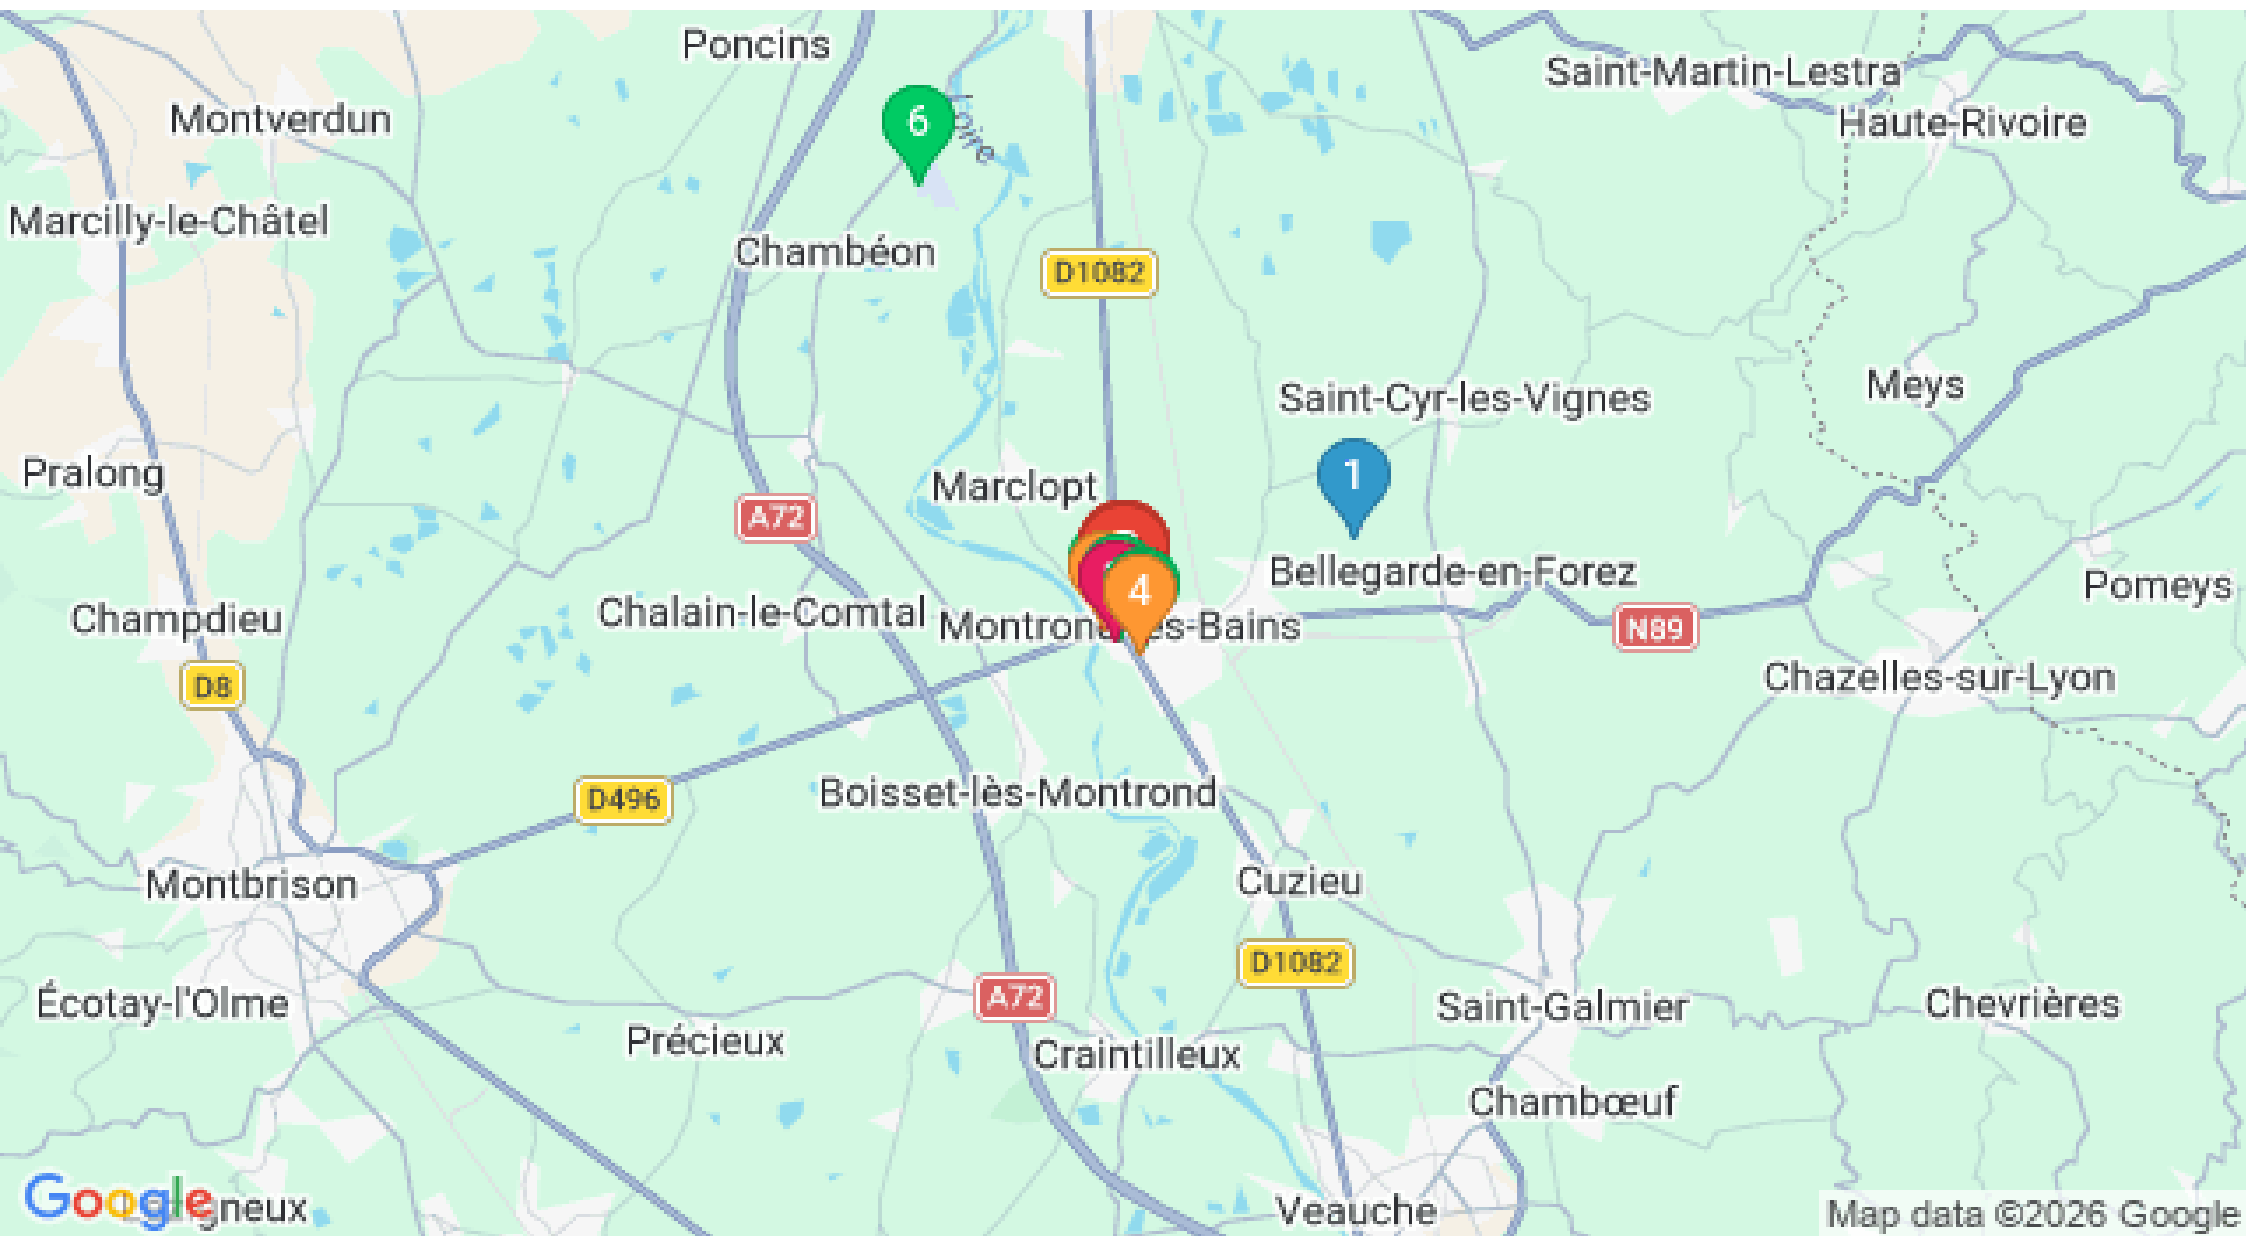 Poncins
Saint-Martin-Lestra
Montverdun
6
Loire
Haute-Rivoire
Marcilly-le-Châtel
Chambéon
D1082
Meys
Saint-Cyr-les-Vignes
Pralong
Marclopt
1
A72
Bellegarde-en-Forez
Pomeys
4
Champdieu
Chalain-le-Comtal
N89
D8
Chazelles-sur-Lyon
D496
Boisset-lès-Montrond
Montbrison
Cuzieu
D1082
A72
Écotay-l'Olme
Saint-Galmier
Chevrières
Précieux
Craintilleux
Chambœuf
Google
Veauche
Map data ©2026 Google